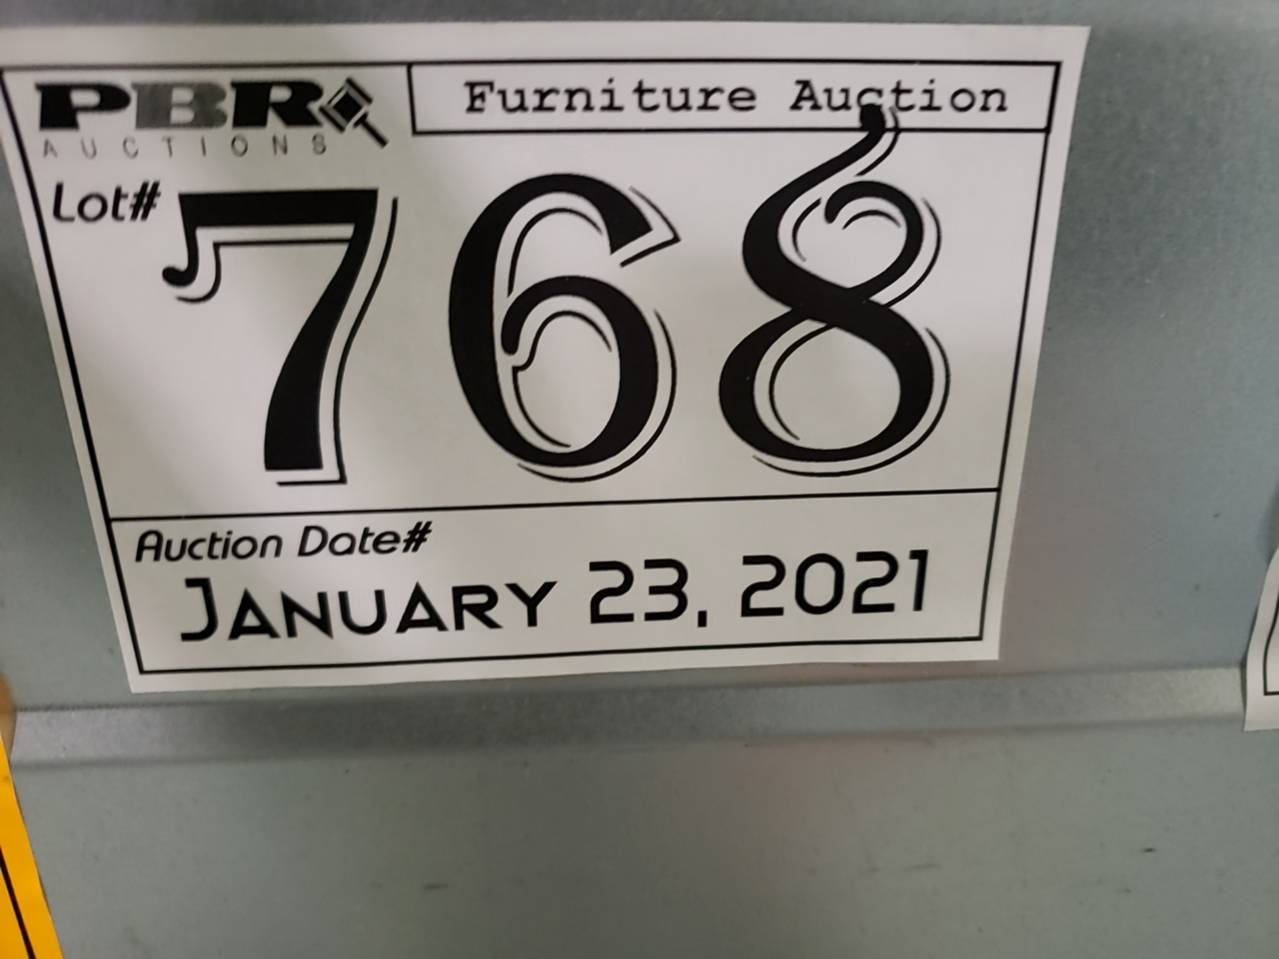 PBR
AUCTIONS
Furniture Auction
Lot#
768
Auction Date#
January 23, 2021